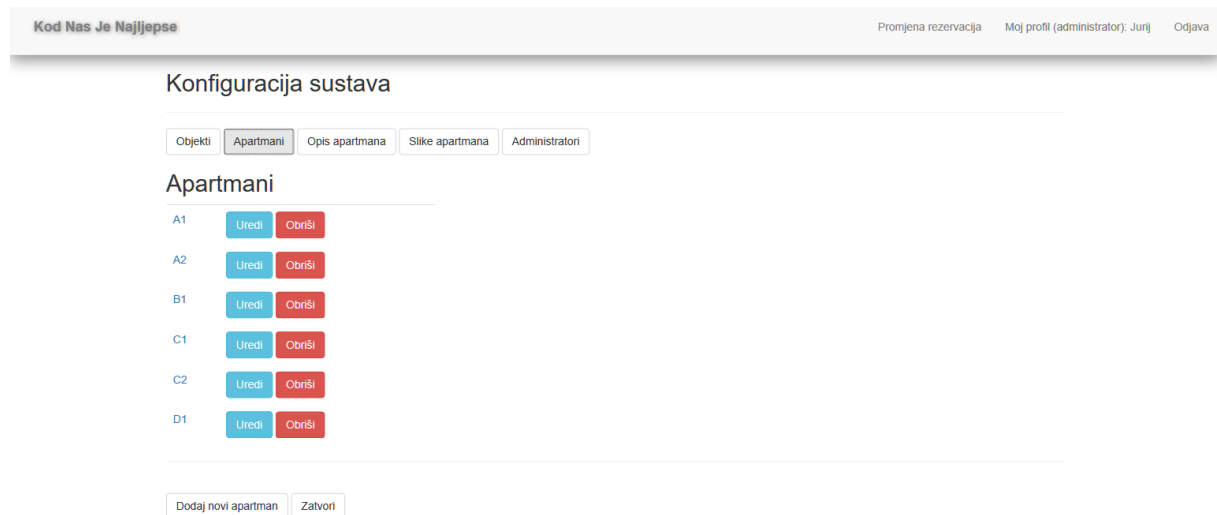 Kod Nas Je Najljepse Promjena rezervacija Moj profil (administrator): Jurij Odjava
Konfiguracija sustava
Objekti Apartmani Opis apartmana Slike apartmana Administratori
Apartmani
A1 Uredi Obriši
A2 Uredi Obriši
B1 Uredi Obriši
C1 Uredi Obriši
C2 Uredi Obriši
D1 Uredi Obriši
Dodaj novi apartman Zatvori